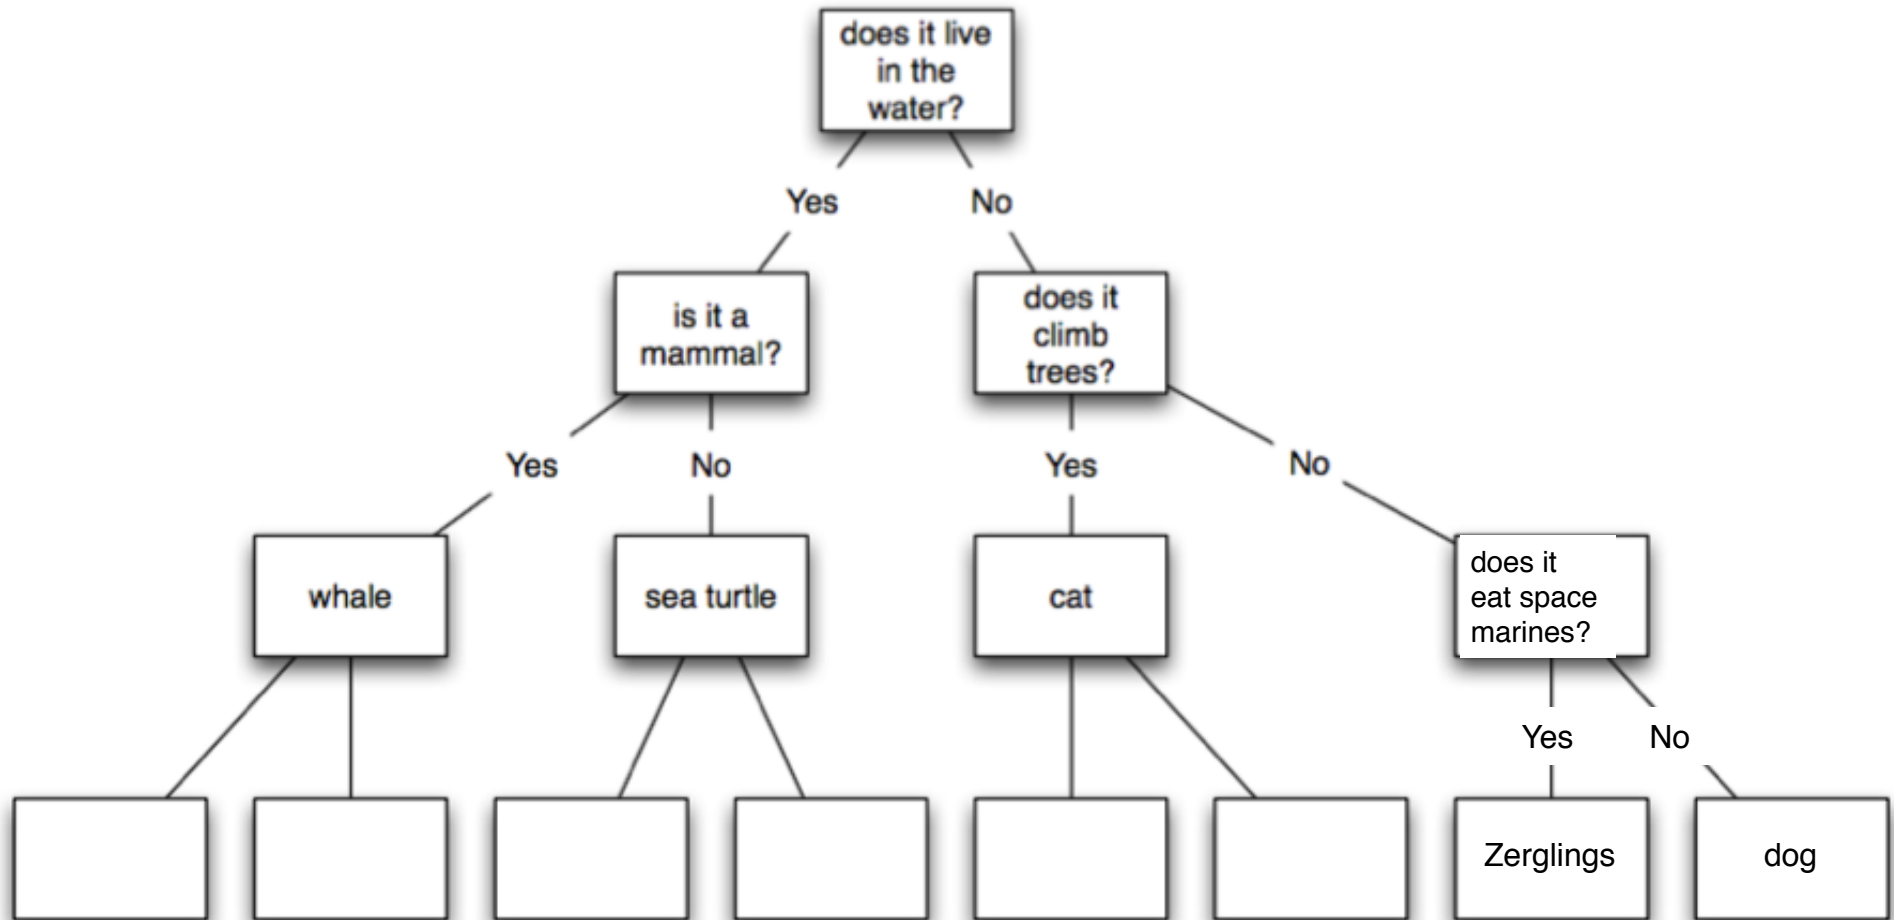 does it live
in the
water?
Yes
No
is it a
mammal?
does it
climb
trees?
Yes
No
Yes
No
whale
sea turtle
cat
does it
eat space
marines?
Yes
No
Zerglings
dog